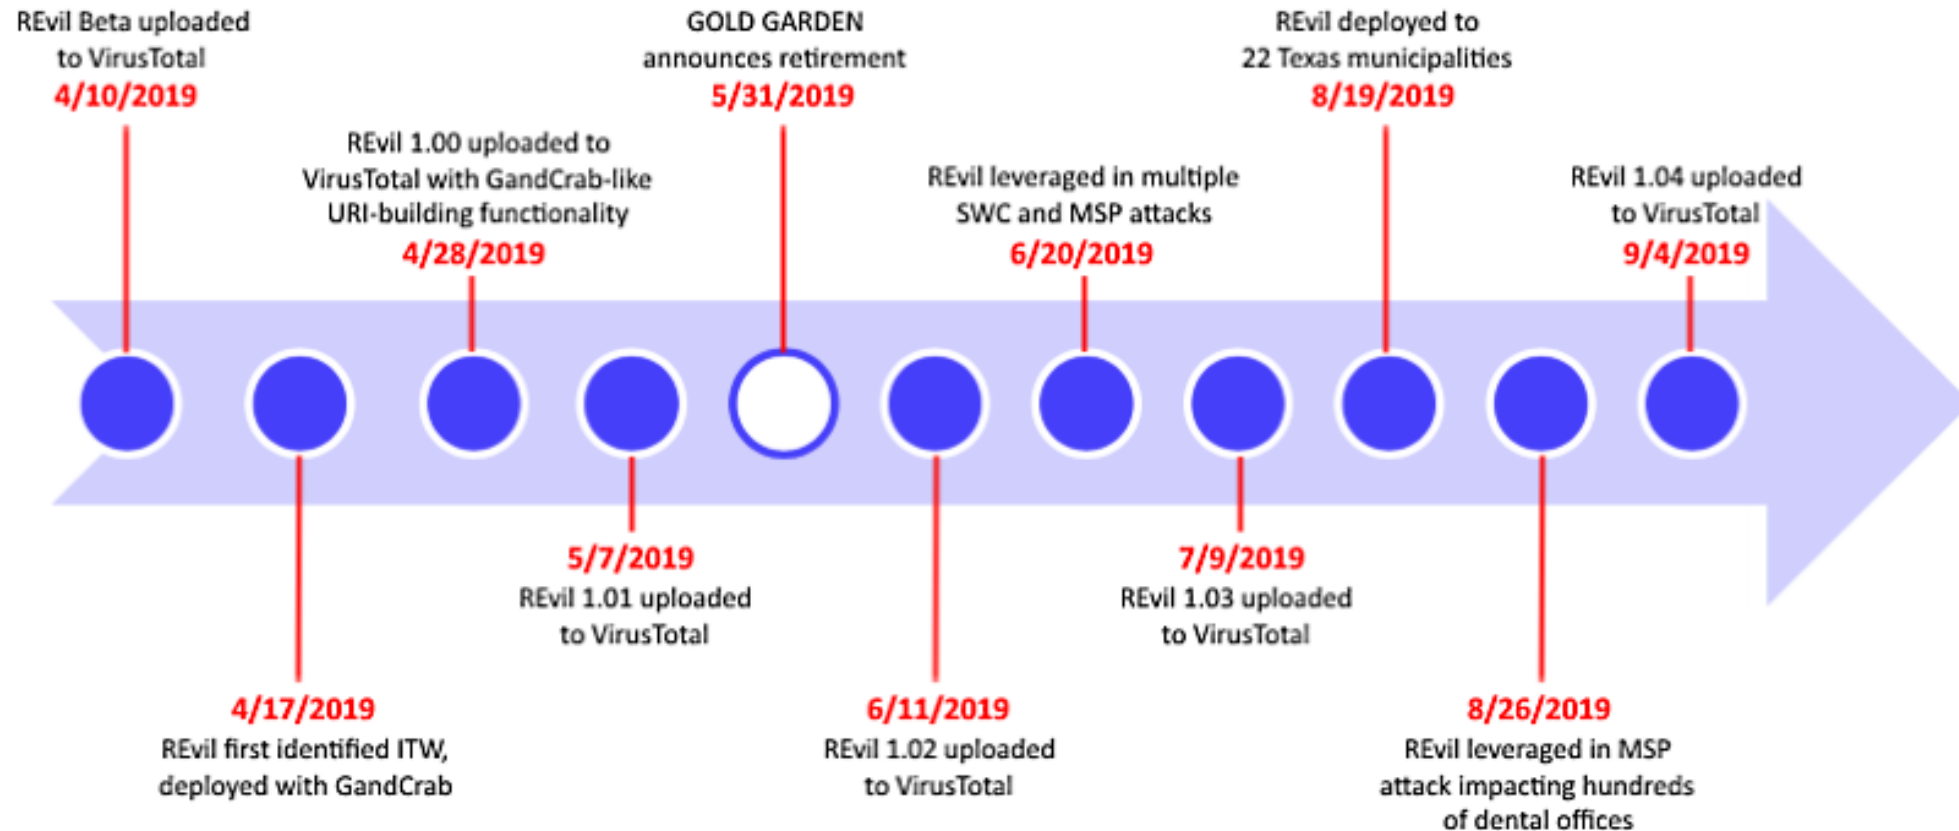 REvil Beta uploaded
to VirusTotal
4/10/2019
REvil first identified ITW,
deployed with GandCrab
4/17/2019
REvil 1.00 uploaded to
VirusTotal with GandCrab-like
URI-building functionality
4/28/2019
5/7/2019
REvil 1.01 uploaded
to VirusTotal
GOLD GARDEN
announces retirement
5/31/2019
6/11/2019
REvil 1.02 uploaded
to VirusTotal
REvil leveraged in multiple
SWC and MSP attacks
6/20/2019
7/9/2019
REvil 1.03 uploaded
to VirusTotal
REvil deployed to
22 Texas municipalities
8/19/2019
8/26/2019
REvil leveraged in MSP
attack impacting hundreds
of dental offices
REvil 1.04 uploaded
to VirusTotal
9/4/2019